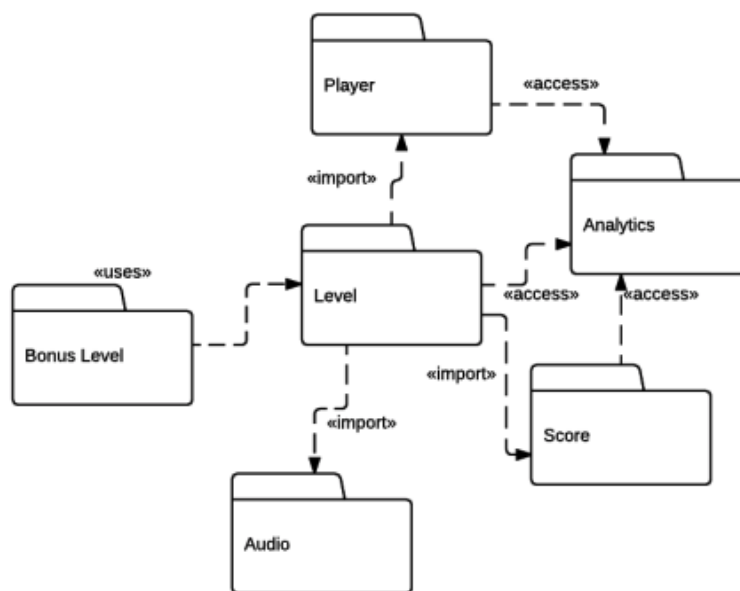 Player
«access»
«import»
Analytics
«uses»
Level
«access»
«access»
Bonus Level
«import»
«import»
Score
Audio